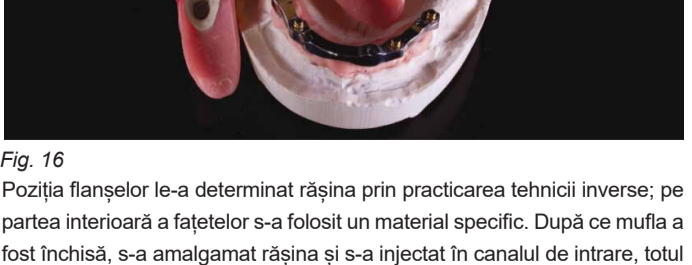 Fig. 16
Poziția flanșelor le-a determinat rășina prin practicarea tehnicii inverse; pe
partea interioară a fațetelor s-a folosit un material specific. După ce mufla a
fost închisă, s-a amalgamat rășina și s-a injectat în canalul de intrare, totul